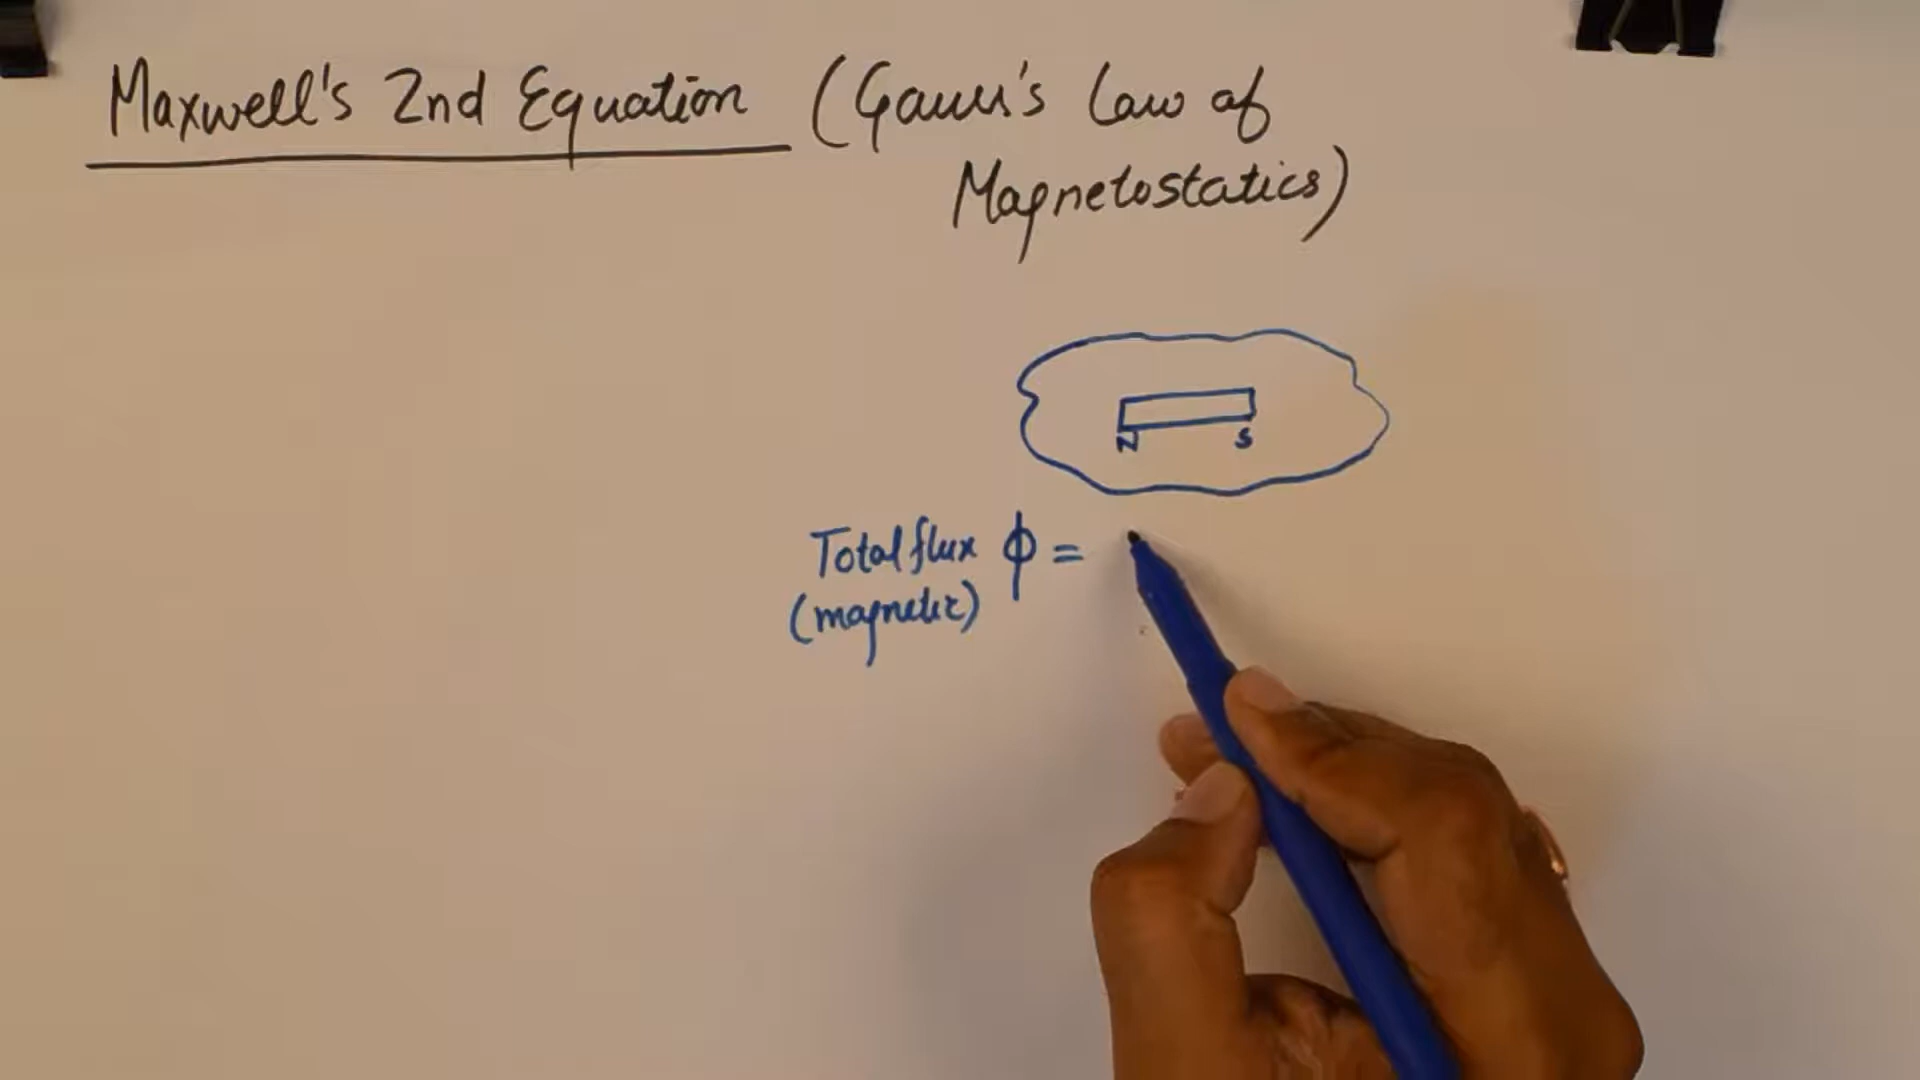 Maxwell's 2nd Equation (Gauss's Law of
Magnetostatics)
N S
Total flux ϕ =
(magnetic)